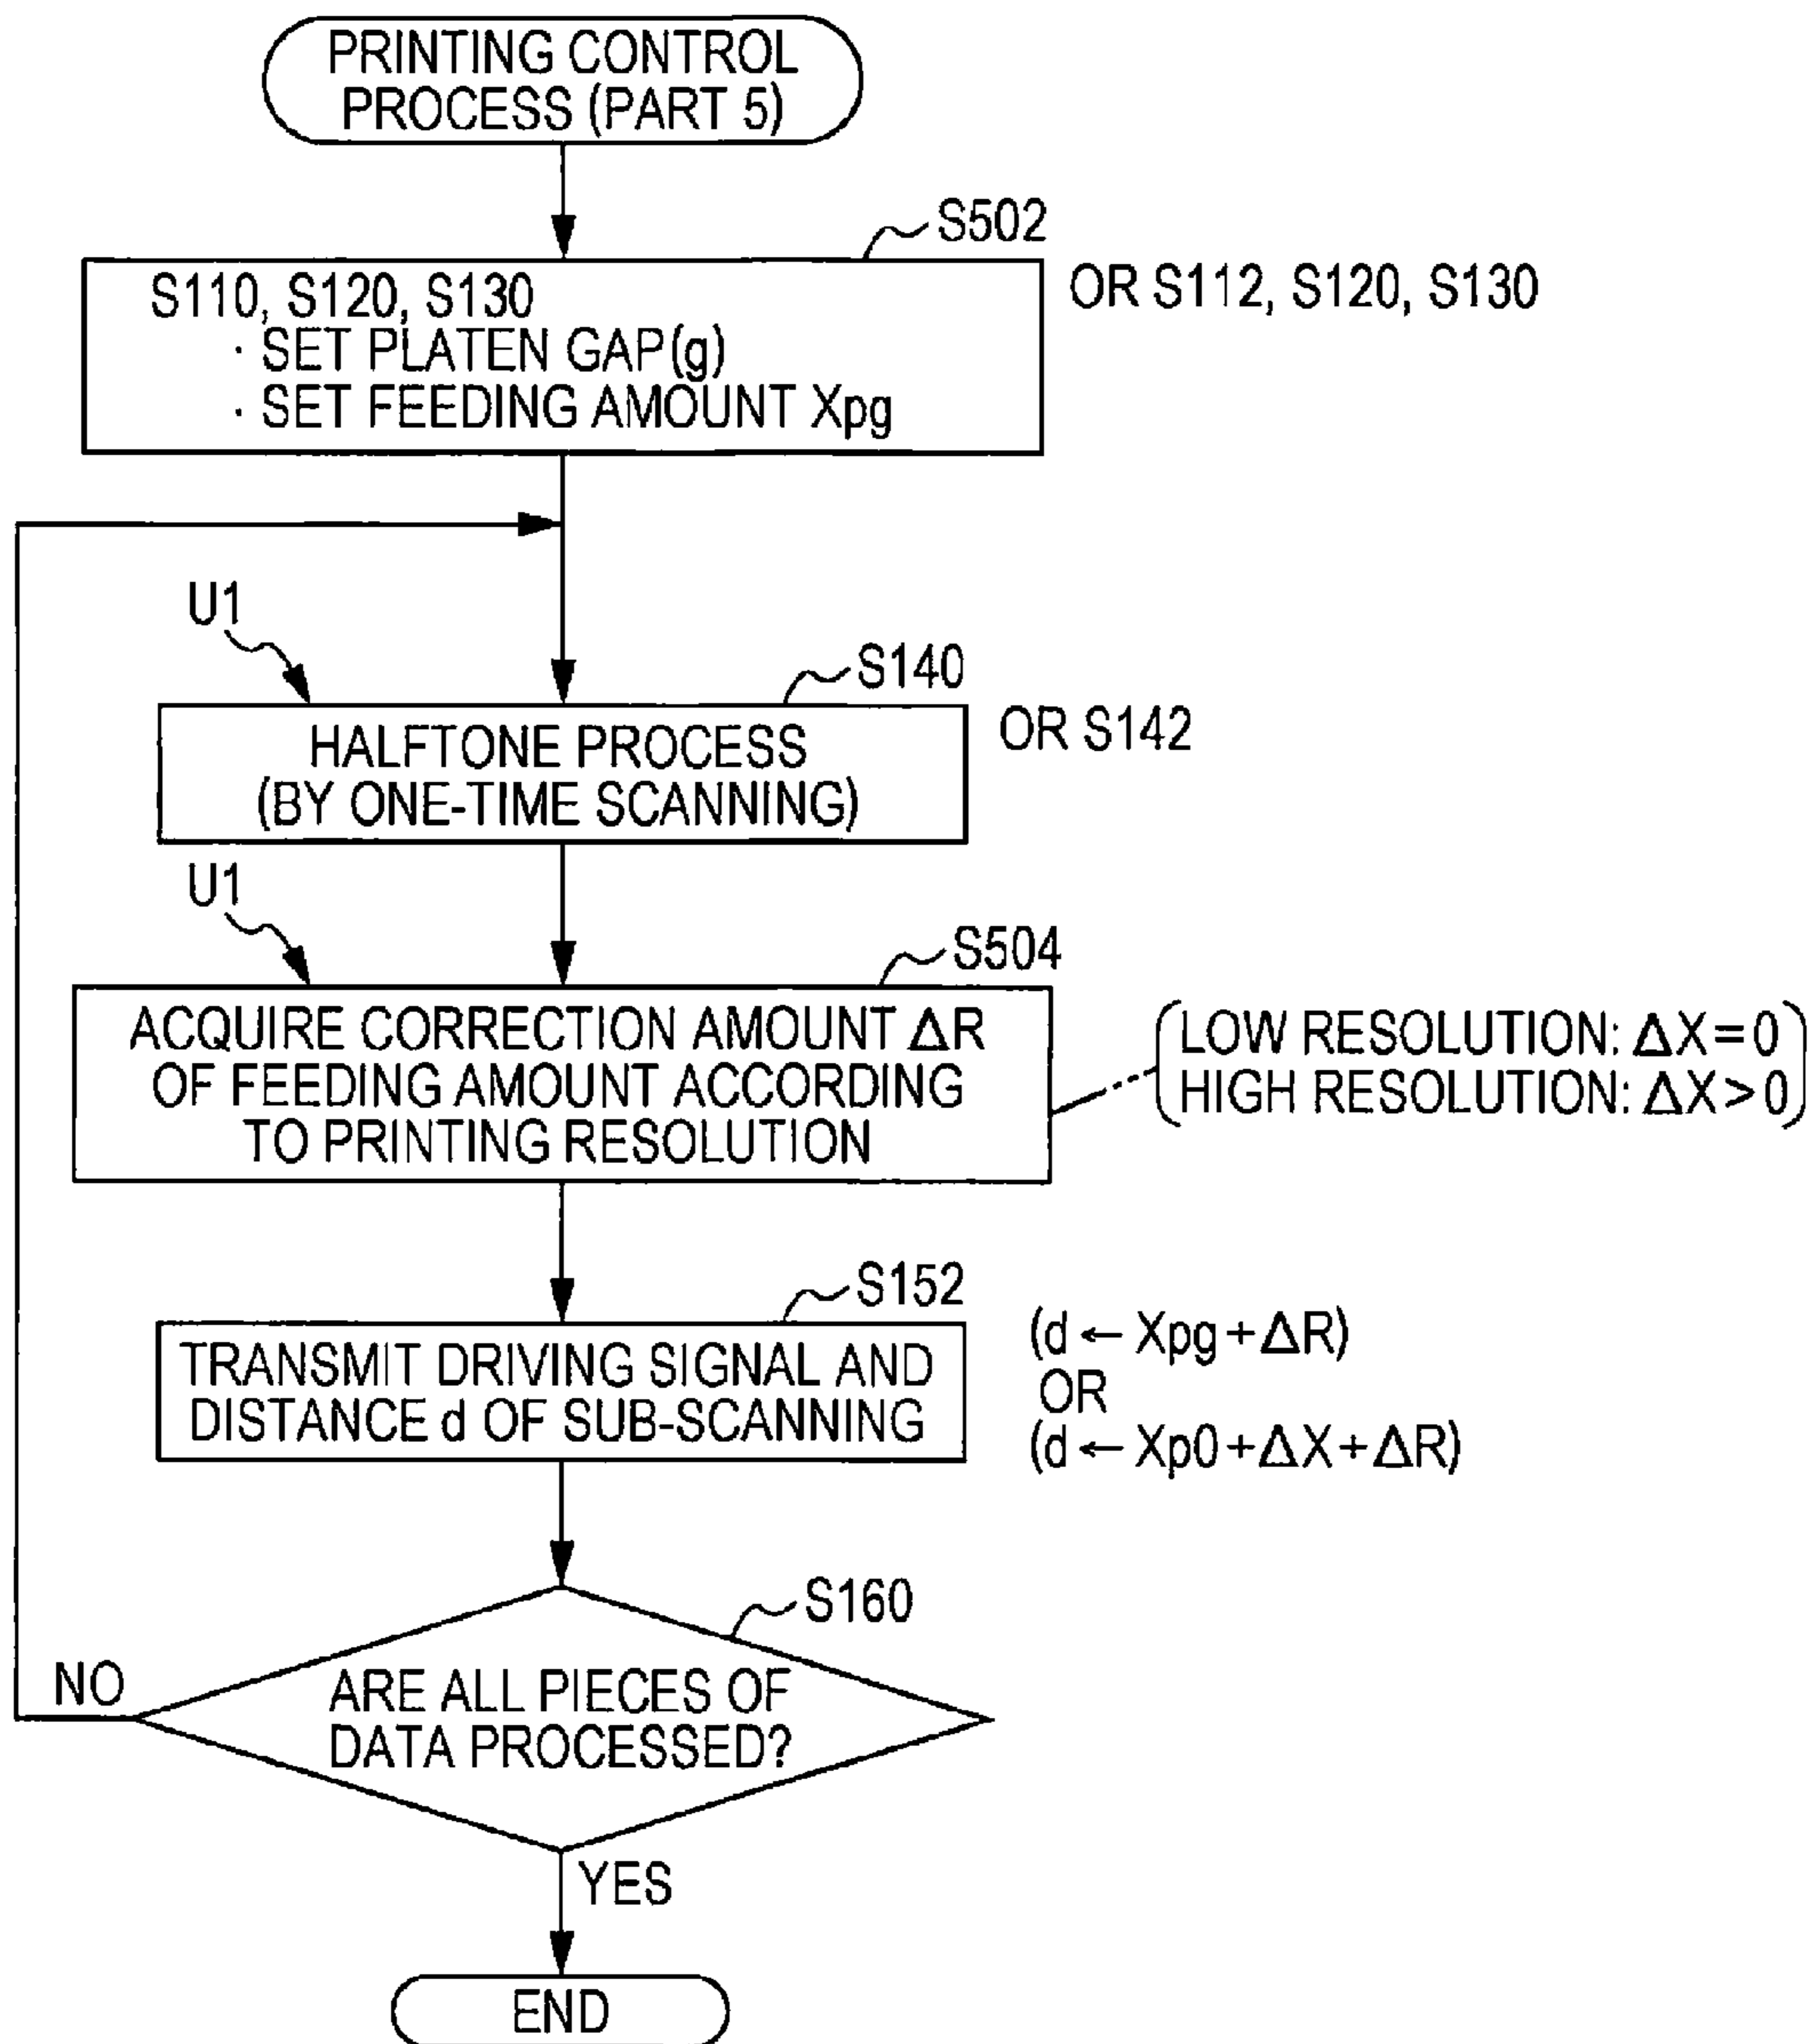 PRINTING CONTROL
PROCESS (PART 5)
S502
S110, S120, S130
· SET PLATEN GAP(g)
· SET FEEDING AMOUNT Xpg
OR S112, S120, S130
U1
S140
HALFTONE PROCESS
(BY ONE-TIME SCANNING)
OR S142
U1
S504
ACQUIRE CORRECTION AMOUNT ΔR
OF FEEDING AMOUNT ACCORDING
TO PRINTING RESOLUTION
(LOW RESOLUTION: ΔX=0
HIGH RESOLUTION: ΔX>0)
S152
TRANSMIT DRIVING SIGNAL AND
DISTANCE d OF SUB-SCANNING
(d ← Xpg + ΔR)
OR
(d ← Xp0 + ΔX + ΔR)
S160
NO
ARE ALL PIECES OF
DATA PROCESSED?
YES
END